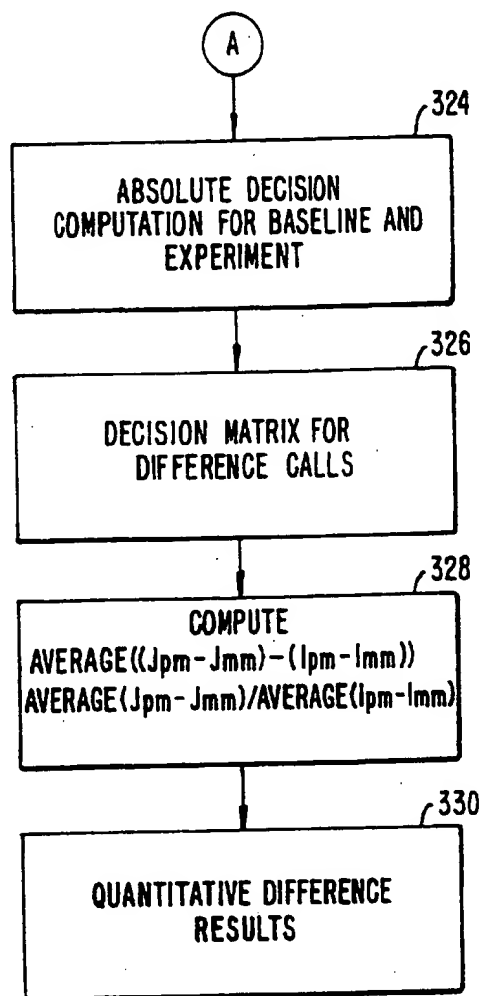 A
324
ABSOLUTE DECISION
COMPUTATION FOR BASELINE AND
EXPERIMENT
326
DECISION MATRIX FOR
DIFFERENCE CALLS
328
COMPUTE
AVERAGE((Jpm-Jmm)-(Ipm-Imm))
AVERAGE(Jpm-Jmm)/AVERAGE(Ipm-Imm)
330
QUANTITATIVE DIFFERENCE
RESULTS